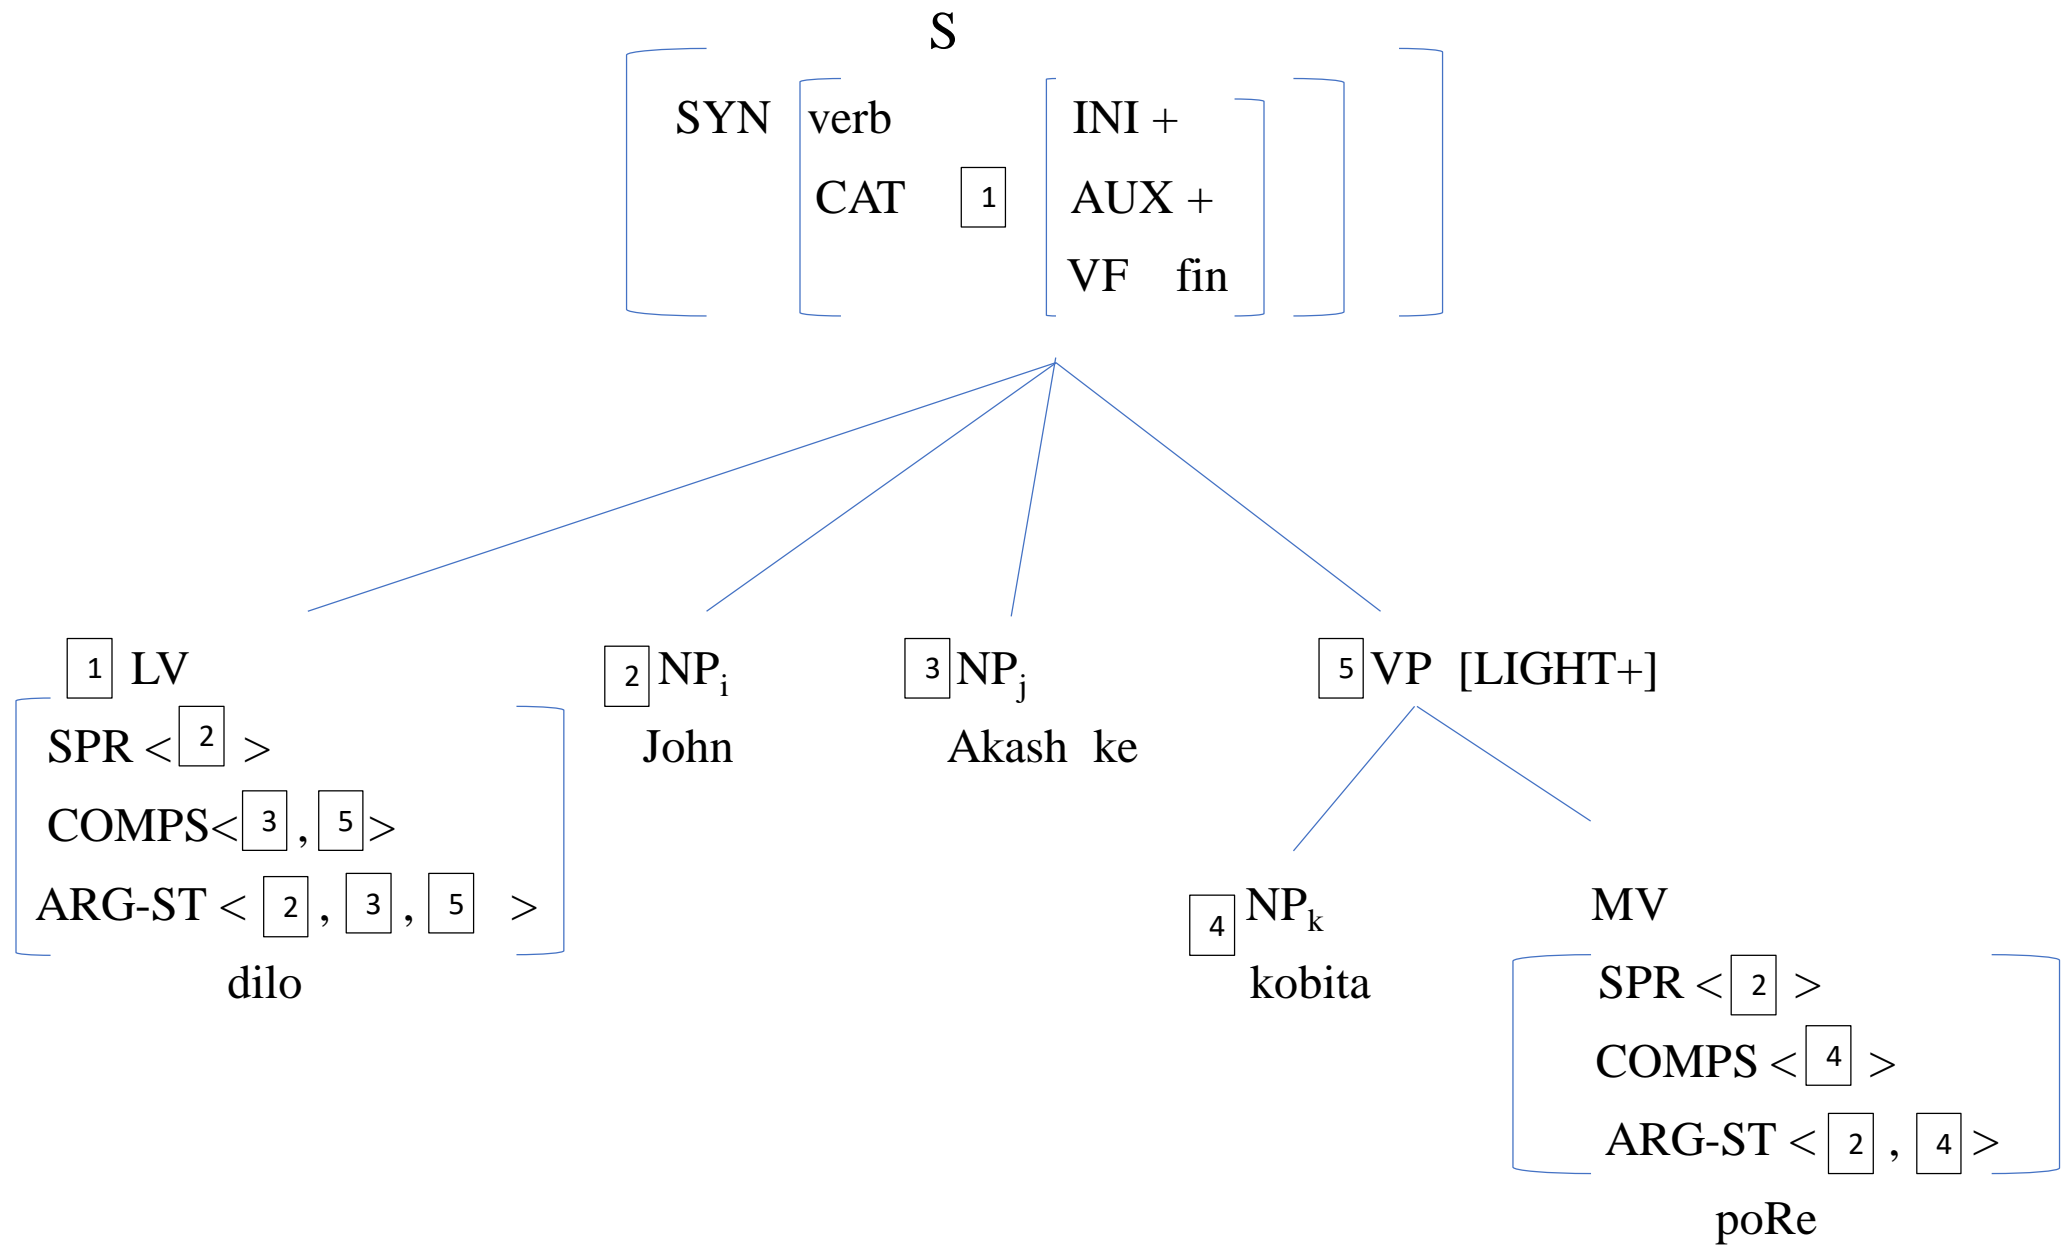 S
SYN verb INI +
CAT 1 AUX +
VF fin
1 LV
SPR < 2 >
COMPS< 3 , 5 >
ARG-ST < 2 , 3 , 5 >
dilo
2 NPi
John
3 NPj
Akash ke
5 VP [LIGHT+]
4 NPk
kobita
MV
SPR < 2 >
COMPS < 4 >
ARG-ST < 2 , 4 >
poRe